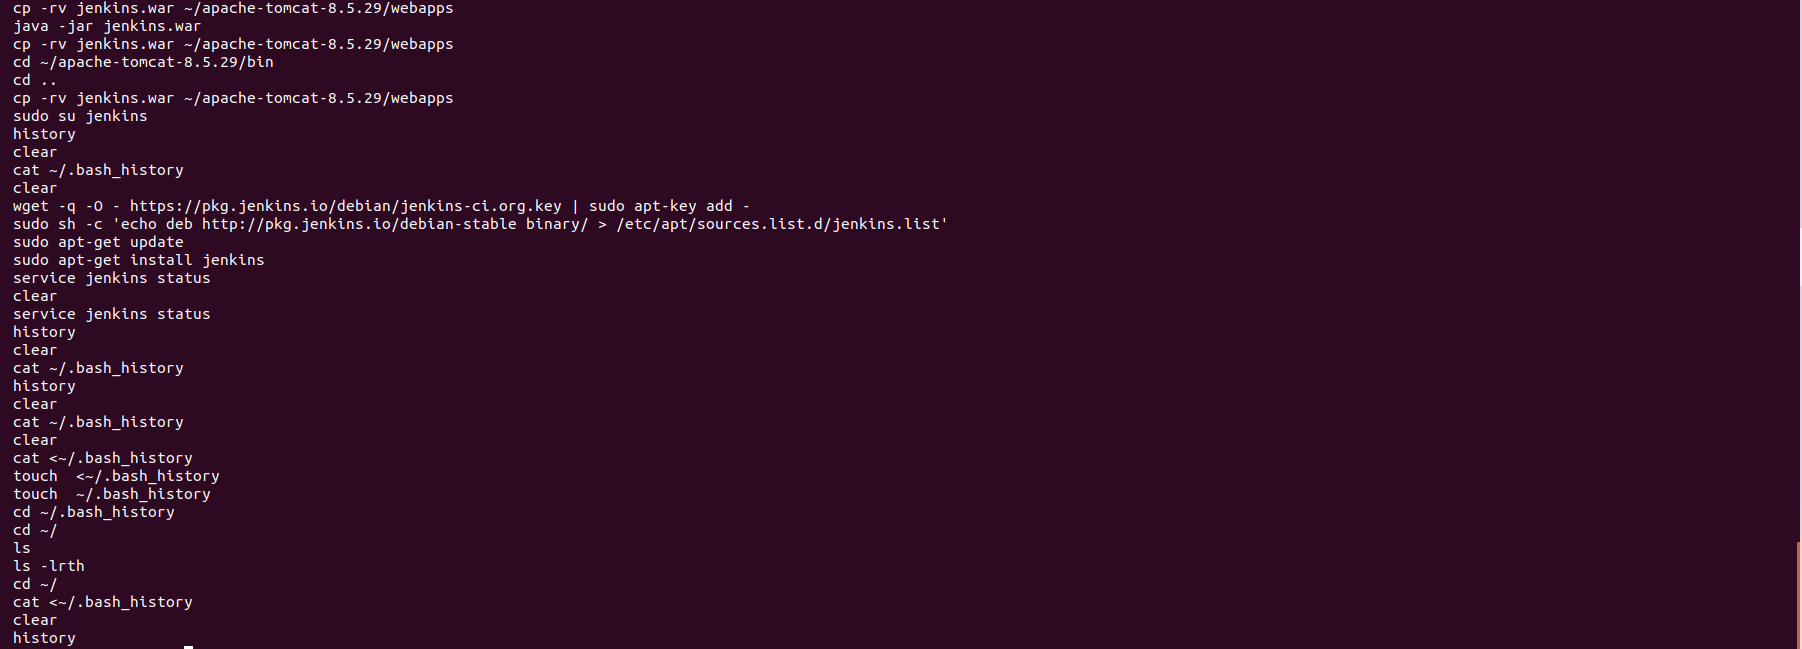 cp -rv jenkins.war ~/apache-tomcat-8.5.29/webapps
java -jar jenkins.war
cp -rv jenkins.war ~/apache-tomcat-8.5.29/webapps
cd ~/apache-tomcat-8.5.29/bin
cd ..
cp -rv jenkins.war ~/apache-tomcat-8.5.29/webapps
sudo su jenkins
history
clear
cat ~/.bash_history
clear
wget -q -O - https://pkg.jenkins.io/debian/jenkins-ci.org.key | sudo apt-key add -
sudo sh -c 'echo deb http://pkg.jenkins.io/debian-stable binary/ > /etc/apt/sources.list.d/jenkins.list'
sudo apt-get update
sudo apt-get install jenkins
service jenkins status
clear
service jenkins status
history
clear
cat ~/.bash_history
history
clear
cat ~/.bash_history
clear
cat <~/.bash_history
touch  <~/.bash_history
touch  ~/.bash_history
cd ~/.bash_history
cd ~/
ls
ls -lrth
cd ~/
cat <~/.bash_history
clear
history